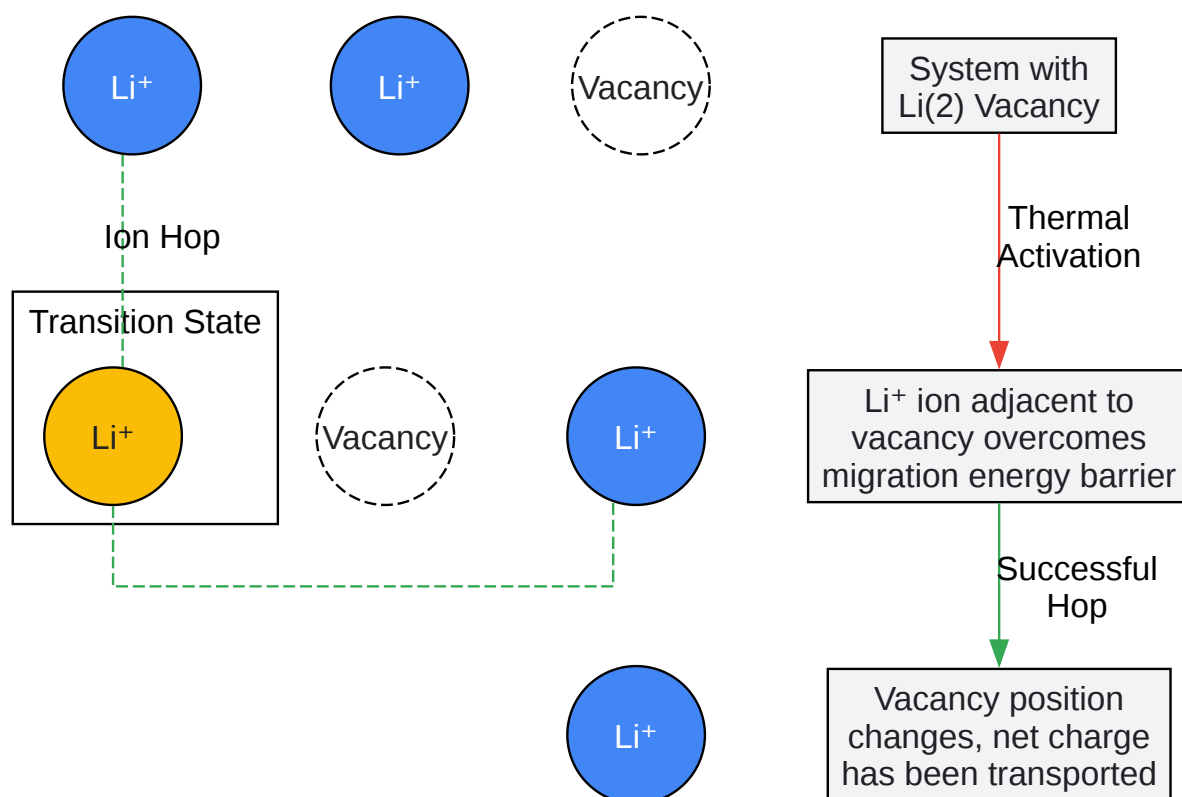 Li⁺
Li⁺
Vacancy
System with
Li(2) Vacancy
Ion Hop
Thermal
Activation
Transition State
Li⁺
Vacancy
Li⁺
Li⁺ ion adjacent to
vacancy overcomes
migration energy barrier
Successful
Hop
Li⁺
Vacancy position
changes, net charge
has been transported